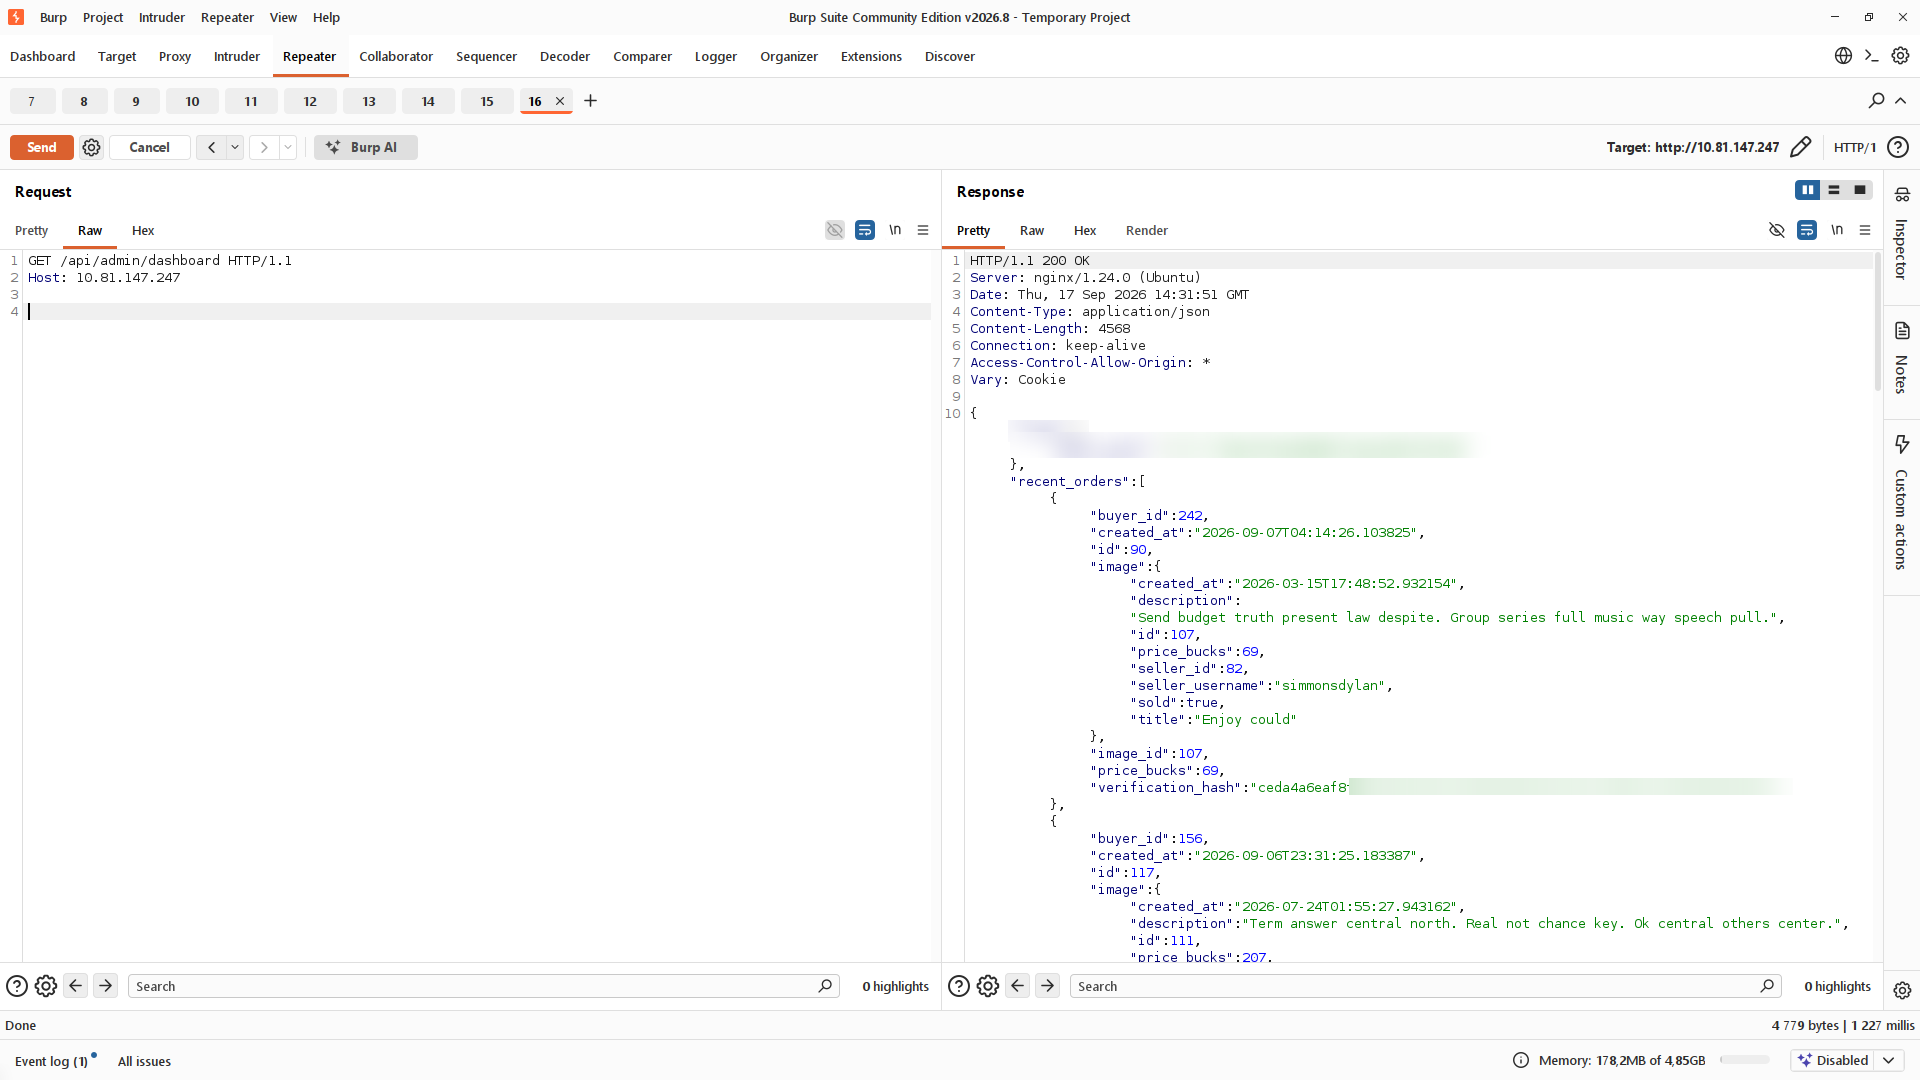 Burp Project Intruder Repeater View Help
Burp Suite Community Edition v2026.8 - Temporary Project
Dashboard Target Proxy Intruder Repeater Collaborator Sequencer Decoder Comparer Logger Organizer Extensions Discover
7 8 9 10 11 12 13 14 15 16 × +
Send Cancel Burp AI
Target: http://10.81.147.247 HTTP/1
Request
Pretty Raw Hex \n
1 GET /api/admin/dashboard HTTP/1.1
2 Host: 10.81.147.247
3
4
Search 0 highlights
Response
Pretty Raw Hex Render \n
1 HTTP/1.1 200 OK
2 Server: nginx/1.24.0 (Ubuntu)
3 Date: Thu, 17 Sep 2026 14:31:51 GMT
4 Content-Type: application/json
5 Content-Length: 4568
6 Connection: keep-alive
7 Access-Control-Allow-Origin: *
8 Vary: Cookie
9
10 {
},
"recent_orders":[
{
"buyer_id":242,
"created_at":"2026-09-07T04:14:26.103825",
"id":90,
"image":{
"created_at":"2026-03-15T17:48:52.932154",
"description":
"Send budget truth present law despite. Group series full music way speech pull.",
"id":107,
"price_bucks":69,
"seller_id":82,
"seller_username":"simmonsdylan",
"sold":true,
"title":"Enjoy could"
},
"image_id":107,
"price_bucks":69,
"verification_hash":"ceda4a6eaf8
},
{
"buyer_id":156,
"created_at":"2026-09-06T23:31:25.183387",
"id":117,
"image":{
"created_at":"2026-07-24T01:55:27.943162",
"description":"Term answer central north. Real not chance key. Ok central others center.",
"id":111,
"price_bucks":207,
Search 0 highlights
Inspector
Notes
Custom actions
Done
4 779 bytes | 1 227 millis
Event log (1) All issues
Memory: 178,2MB of 4,85GB
Disabled